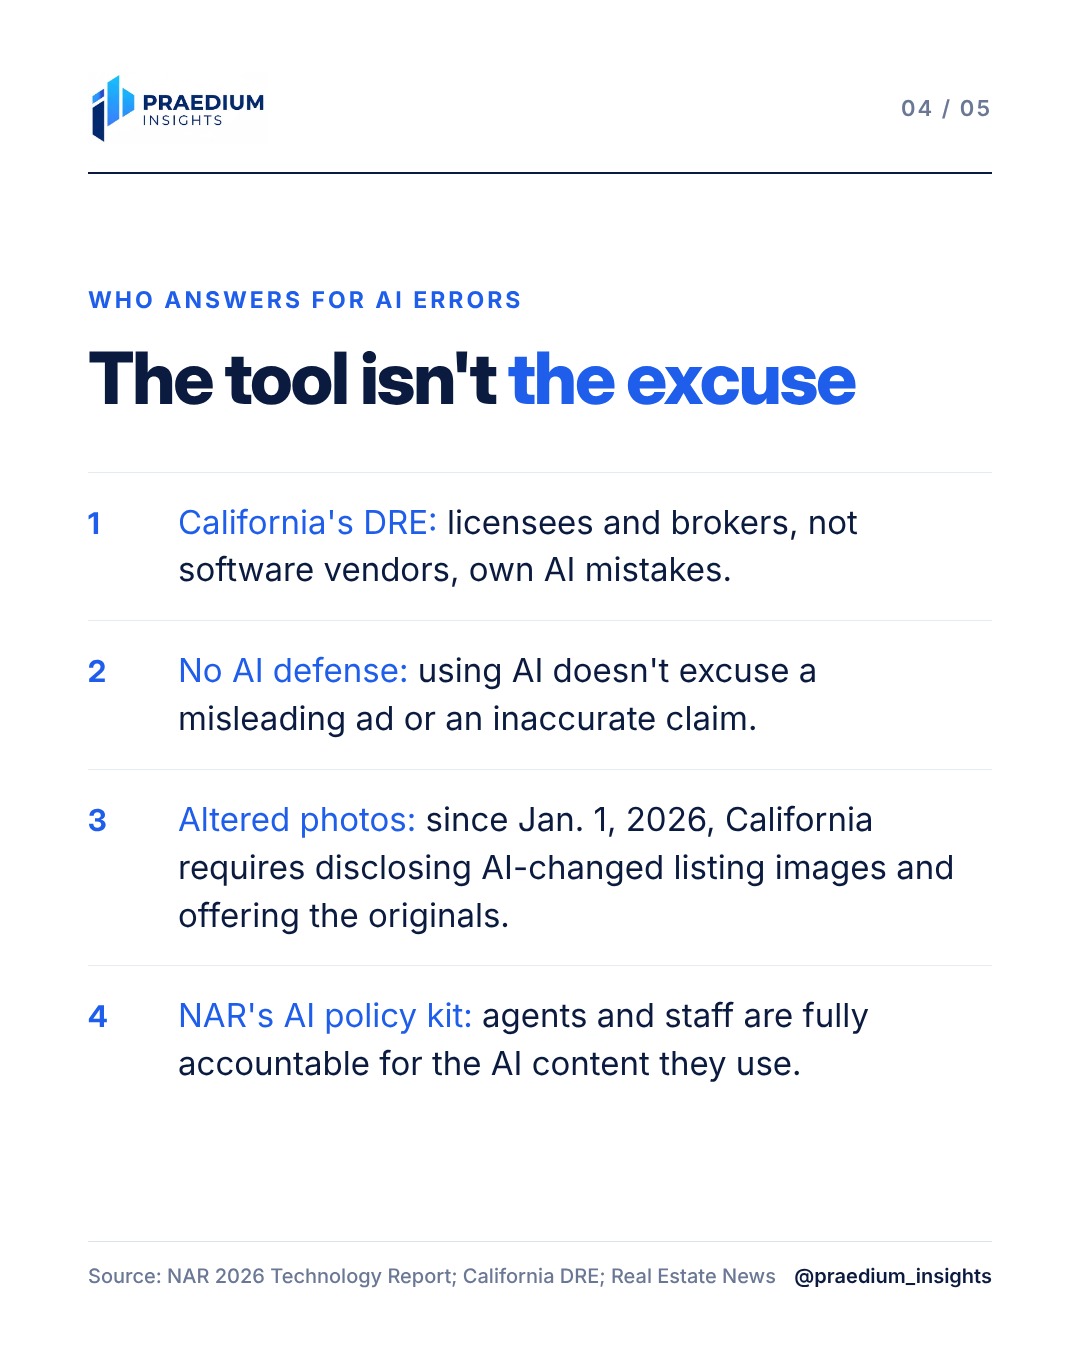 PRAEDIUM
INSIGHTS
04 / 05
WHO ANSWERS FOR AI ERRORS
The tool isn't the excuse
1 California's DRE: licensees and brokers, not
software vendors, own AI mistakes.
2 No AI defense: using AI doesn't excuse a
misleading ad or an inaccurate claim.
3 Altered photos: since Jan. 1, 2026, California
requires disclosing AI-changed listing images and
offering the originals.
4 NAR's AI policy kit: agents and staff are fully
accountable for the AI content they use.
Source: NAR 2026 Technology Report; California DRE; Real Estate News @praedium_insights